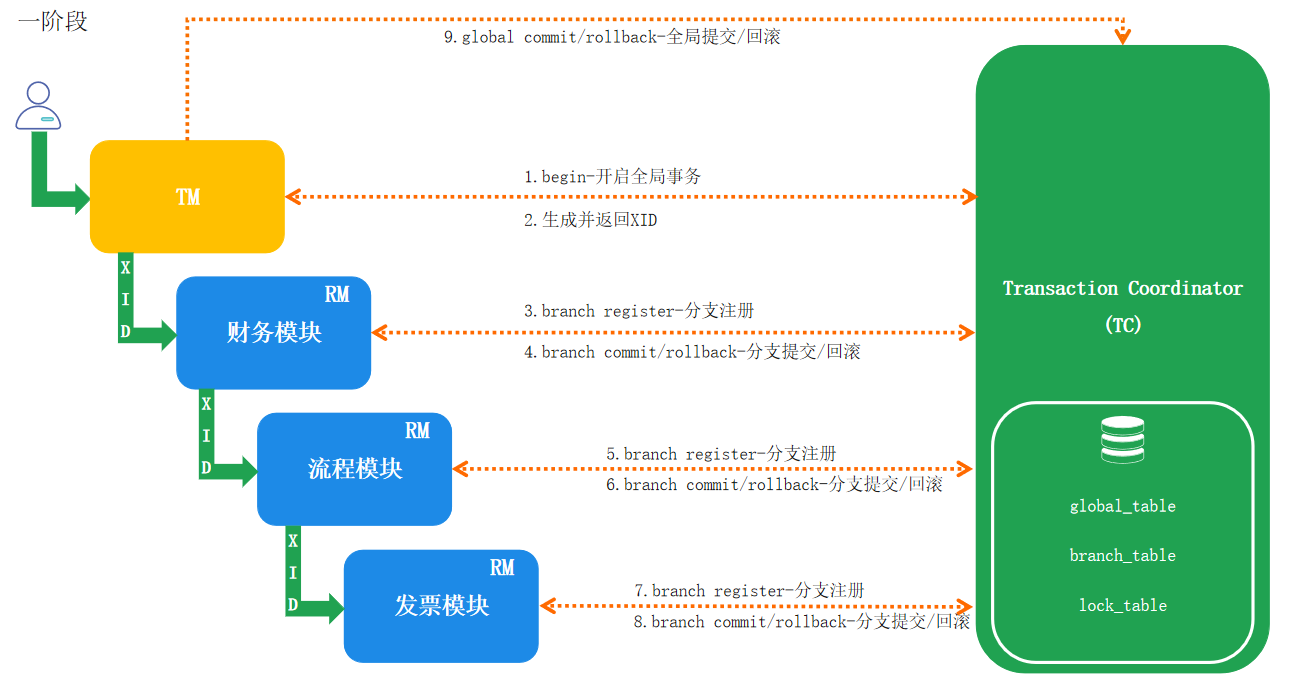 一阶段
9.global commit/rollback-全局提交/回滚
TM
1.begin-开启全局事务
2.生成并返回XID
XID
RM
财务模块
3.branch register-分支注册
4.branch commit/rollback-分支提交/回滚
Transaction Coordinator
(TC)
XID
RM
流程模块
5.branch register-分支注册
6.branch commit/rollback-分支提交/回滚
global_table
branch_table
lock_table
XID
RM
发票模块
7.branch register-分支注册
8.branch commit/rollback-分支提交/回滚